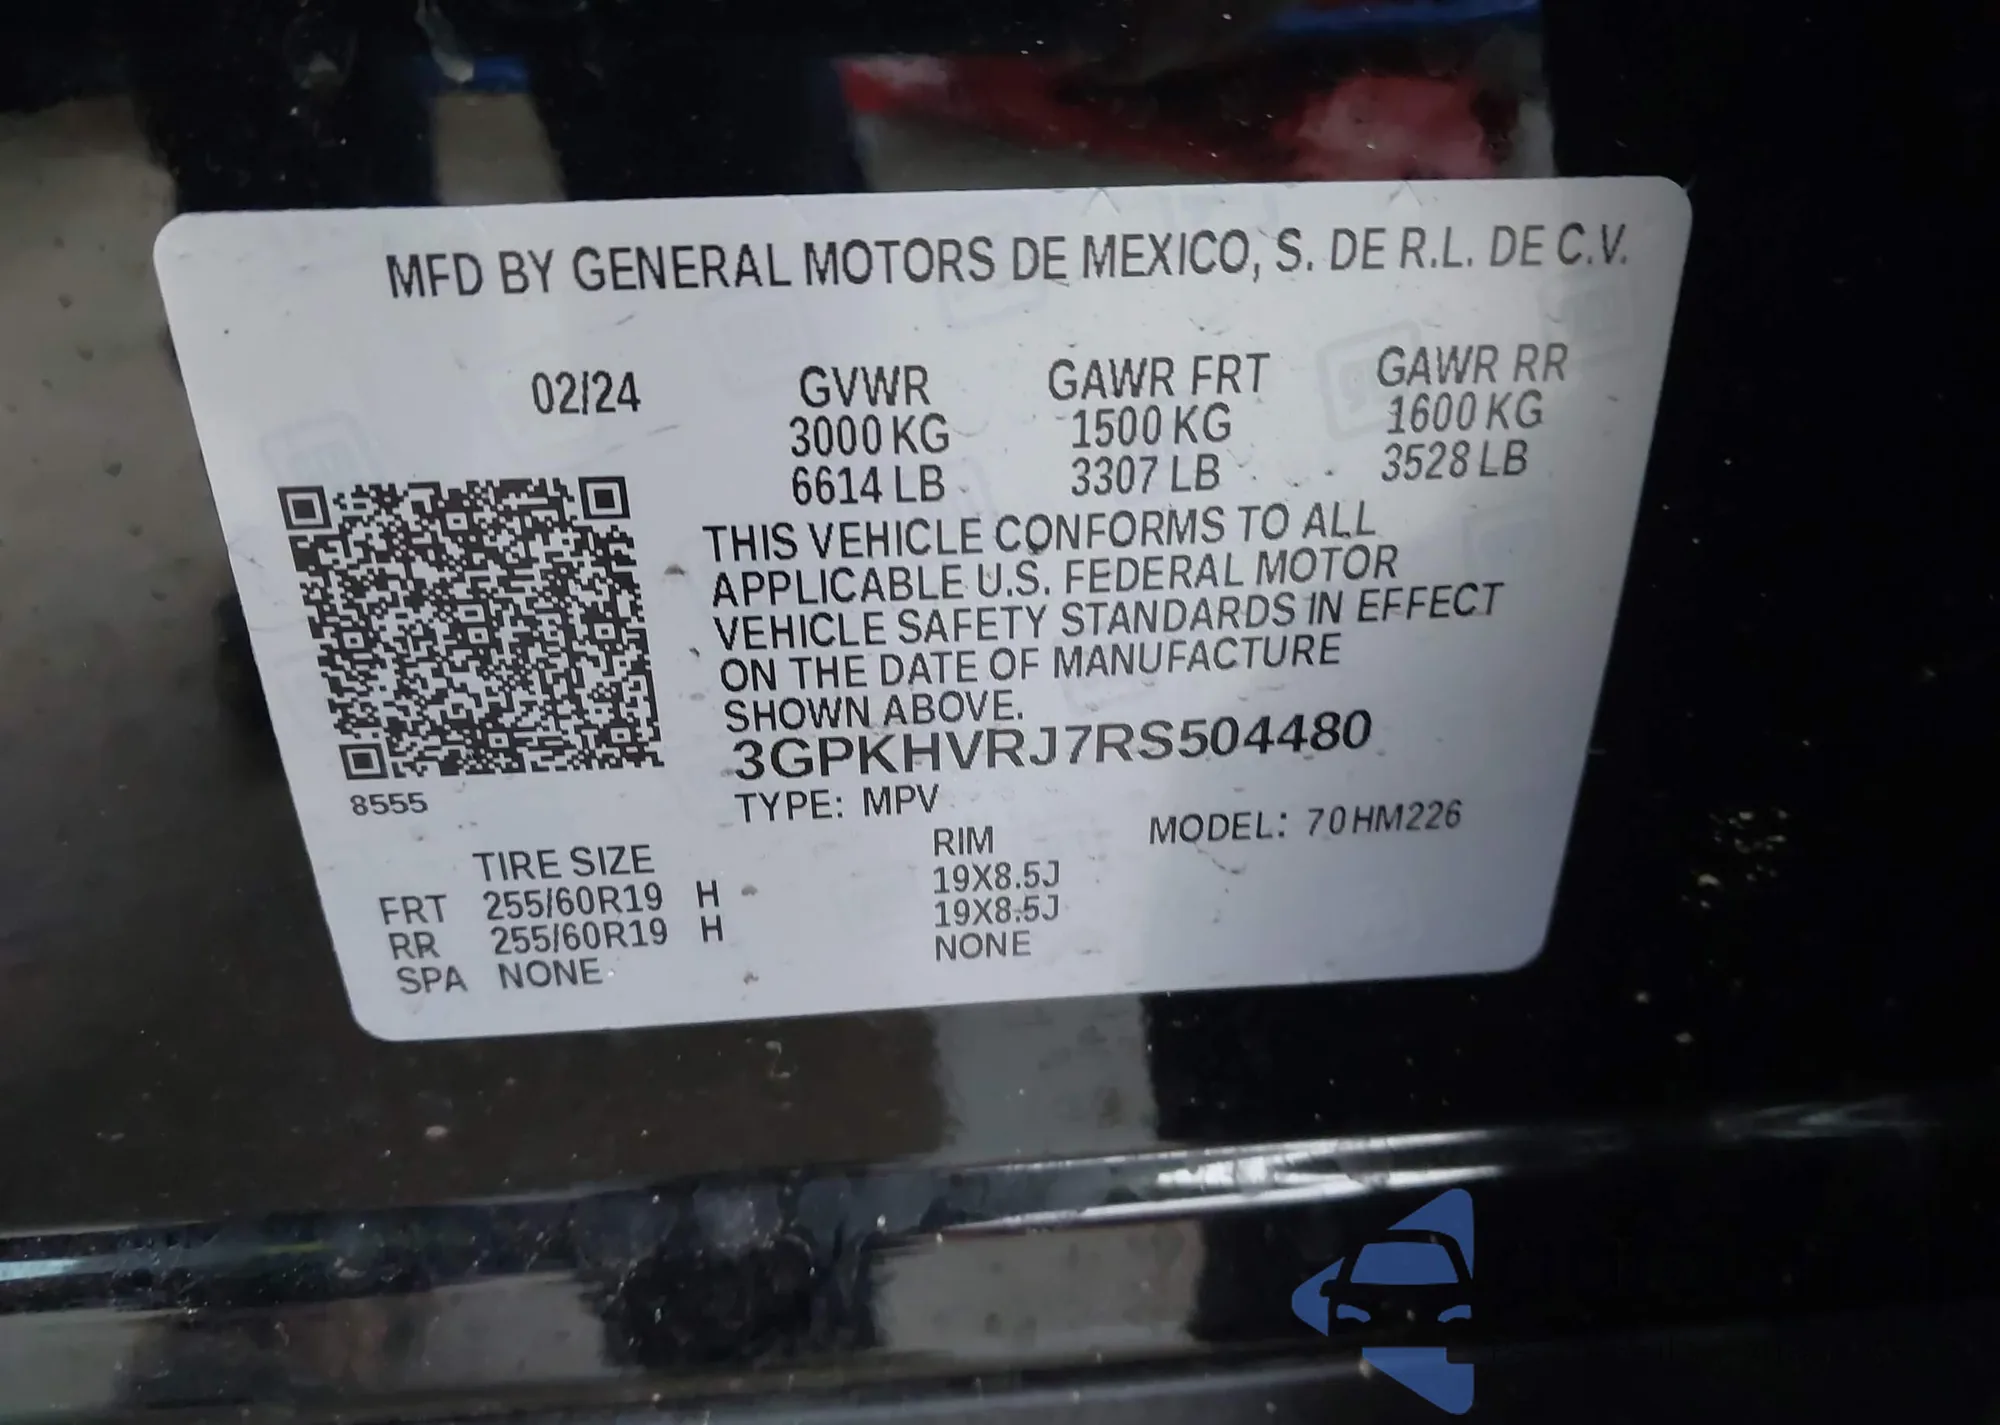 MFD BY GENERAL MOTORS DE MEXICO, S. DE R.L. DE C.V.
02/24 GVWR GAWR FRT GAWR RR
3000 KG 1500 KG 1600 KG
6614 LB 3307 LB 3528 LB
THIS VEHICLE CONFORMS TO ALL
APPLICABLE U.S. FEDERAL MOTOR
VEHICLE SAFETY STANDARDS IN EFFECT
ON THE DATE OF MANUFACTURE
SHOWN ABOVE.
3GPKHVRJ7RS504480
8555
TYPE: MPV MODEL: 70HM226
TIRE SIZE RIM
FRT 255/60R19 H 19X8.5J
RR 255/60R19 H 19X8.5J
SPA NONE NONE